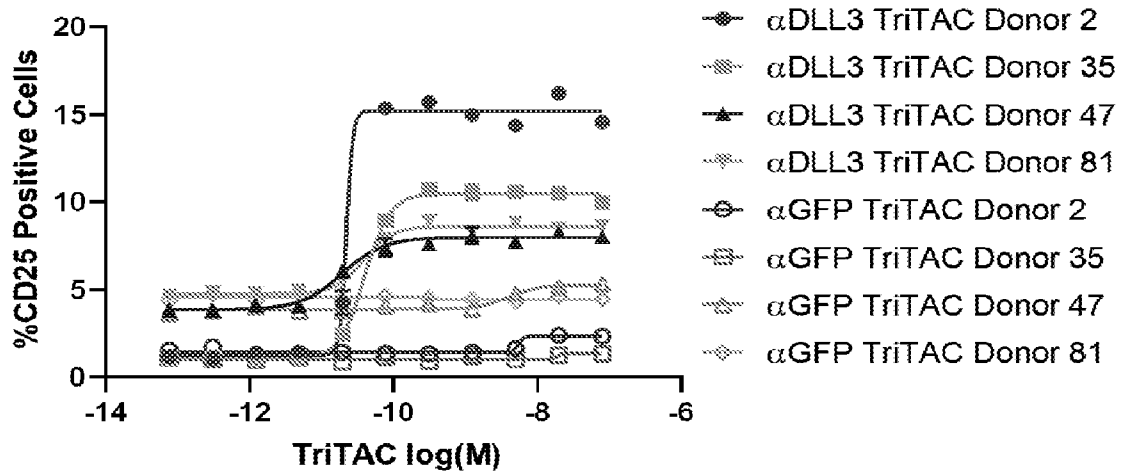 20
15
10
5
0
%CD25 Positive Cells
-14 -12 -10 -8 -6
TriTAC log(M)
αDLL3 TriTAC Donor 2
αDLL3 TriTAC Donor 35
αDLL3 TriTAC Donor 47
αDLL3 TriTAC Donor 81
αGFP TriTAC Donor 2
αGFP TriTAC Donor 35
αGFP TriTAC Donor 47
αGFP TriTAC Donor 81